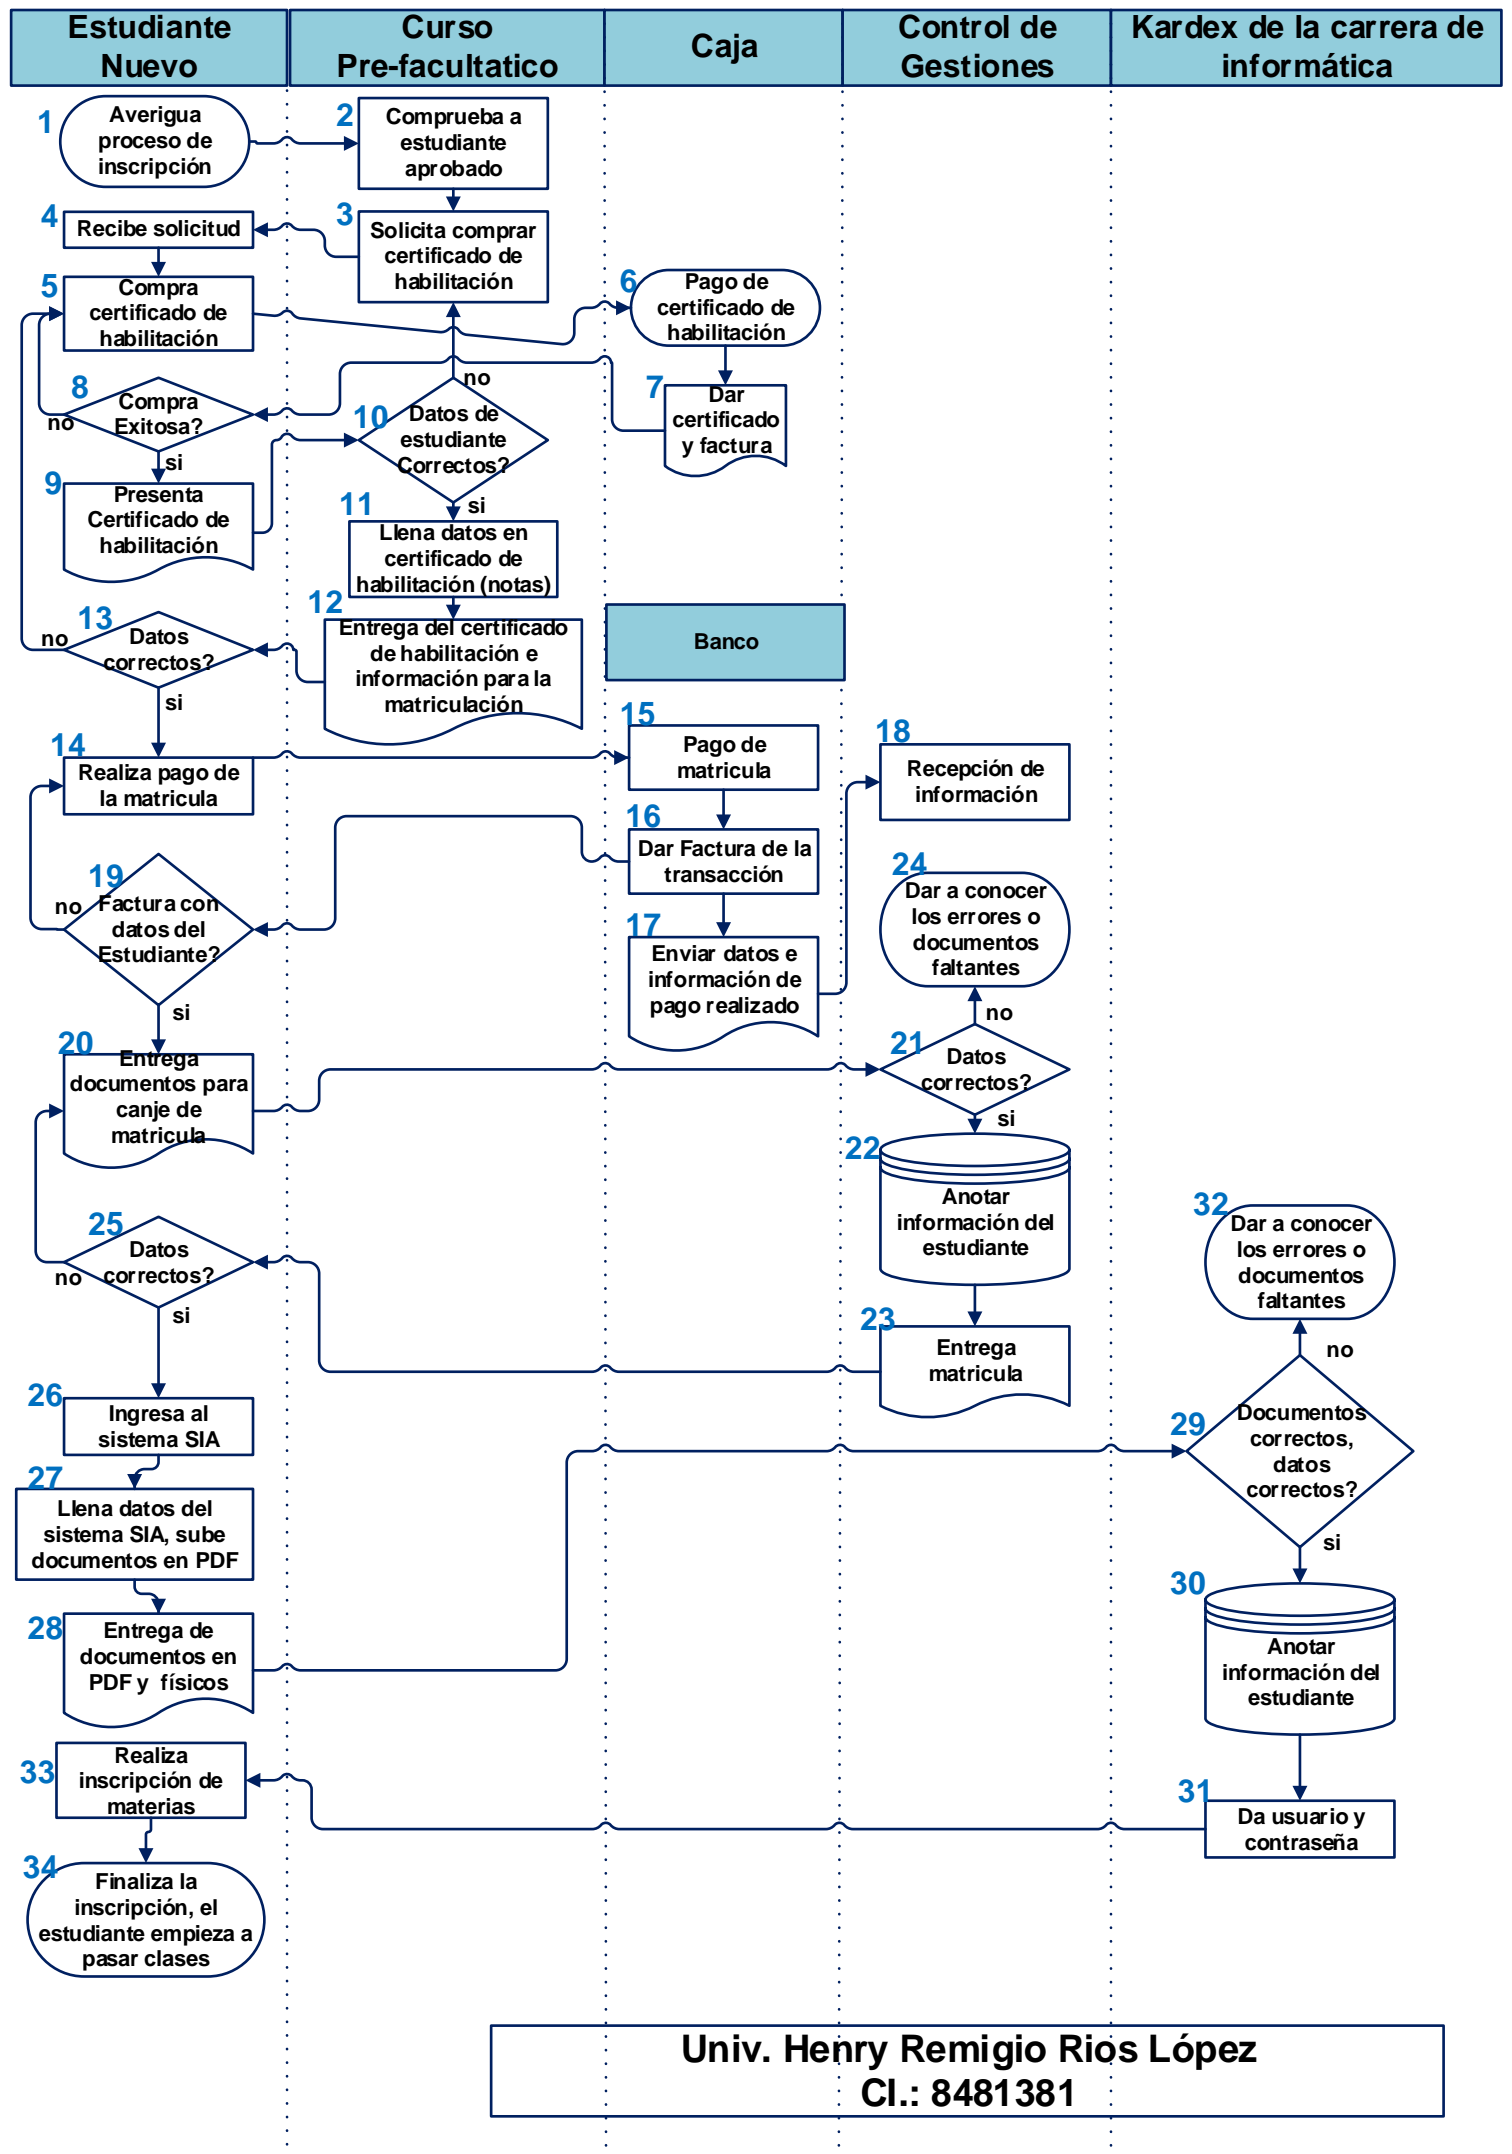 Estudiante
Nuevo
Curso
Pre-facultatico
Caja
Control de
Gestiones
Kardex de la carrera de
informática
1
Averigua
proceso de
inscripción
2
Comprueba a
estudiante
aprobado
3
Solicita comprar
certificado de
habilitación
4
Recibe solicitud
5
Compra
certificado de
habilitación
6
Pago de
certificado de
habilitación
7
Dar
certificado
y factura
8
Compra
Exitosa?
no
si
9
Presenta
Certificado de
habilitación
no
10
Datos de
estudiante
Correctos?
si
11
Llena datos en
certificado de
habilitación (notas)
12
Entrega del certificado
de habilitación e
información para la
matriculación
13
Datos
correctos?
no
si
Banco
14
Realiza pago de
la matricula
15
Pago de
matricula
16
Dar Factura de la
transacción
17
Enviar datos e
información de
pago realizado
18
Recepción de
información
19
Factura con
datos del
Estudiante?
no
si
20
Entrega
documentos para
canje de
matricula
24
Dar a conocer
los errores o
documentos
faltantes
no
21
Datos
correctos?
si
22
Anotar
información del
estudiante
23
Entrega
matricula
25
Datos
correctos?
no
si
26
Ingresa al
sistema SIA
27
Llena datos del
sistema SIA, sube
documentos en PDF
28
Entrega de
documentos en
PDF y físicos
32
Dar a conocer
los errores o
documentos
faltantes
no
29
Documentos
correctos,
datos
correctos?
si
30
Anotar
información del
estudiante
31
Da usuario y
contraseña
33
Realiza
inscripción de
materias
34
Finaliza la
inscripción, el
estudiante empieza a
pasar clases
Univ. Henry Remigio Rios López
CI.: 8481381